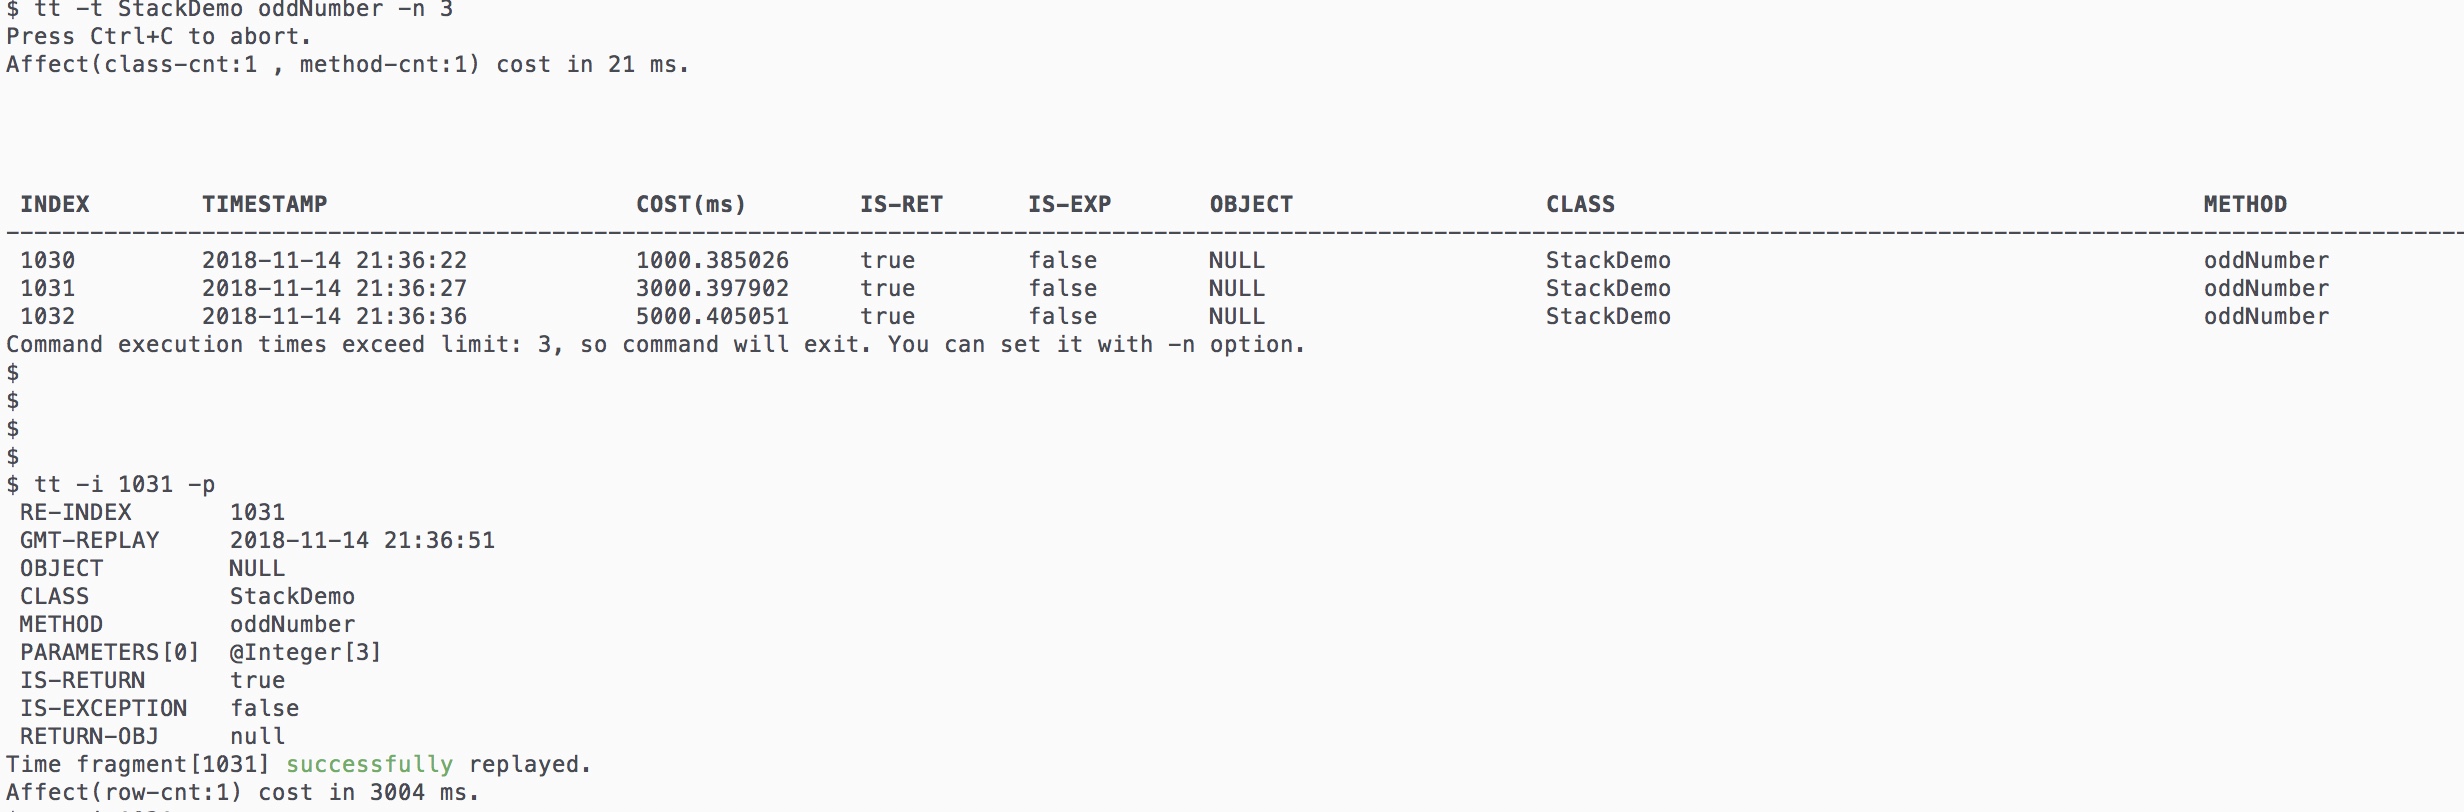 $ tt -t StackDemo oddNumber -n 3
Press Ctrl+C to abort.
Affect(class-cnt:1 , method-cnt:1) cost in 21 ms.
INDEX TIMESTAMP COST(ms) IS-RET IS-EXP OBJECT CLASS METHOD
1030 2018-11-14 21:36:22 1000.385026 true false NULL StackDemo oddNumber
1031 2018-11-14 21:36:27 3000.397902 true false NULL StackDemo oddNumber
1032 2018-11-14 21:36:36 5000.405051 true false NULL StackDemo oddNumber
Command execution times exceed limit: 3, so command will exit. You can set it with -n option.
$
$
$
$
$ tt -i 1031 -p
RE-INDEX 1031
GMT-REPLAY 2018-11-14 21:36:51
OBJECT NULL
CLASS StackDemo
METHOD oddNumber
PARAMETERS[0] @Integer[3]
IS-RETURN true
IS-EXCEPTION false
RETURN-OBJ null
Time fragment[1031] successfully replayed.
Affect(row-cnt:1) cost in 3004 ms.